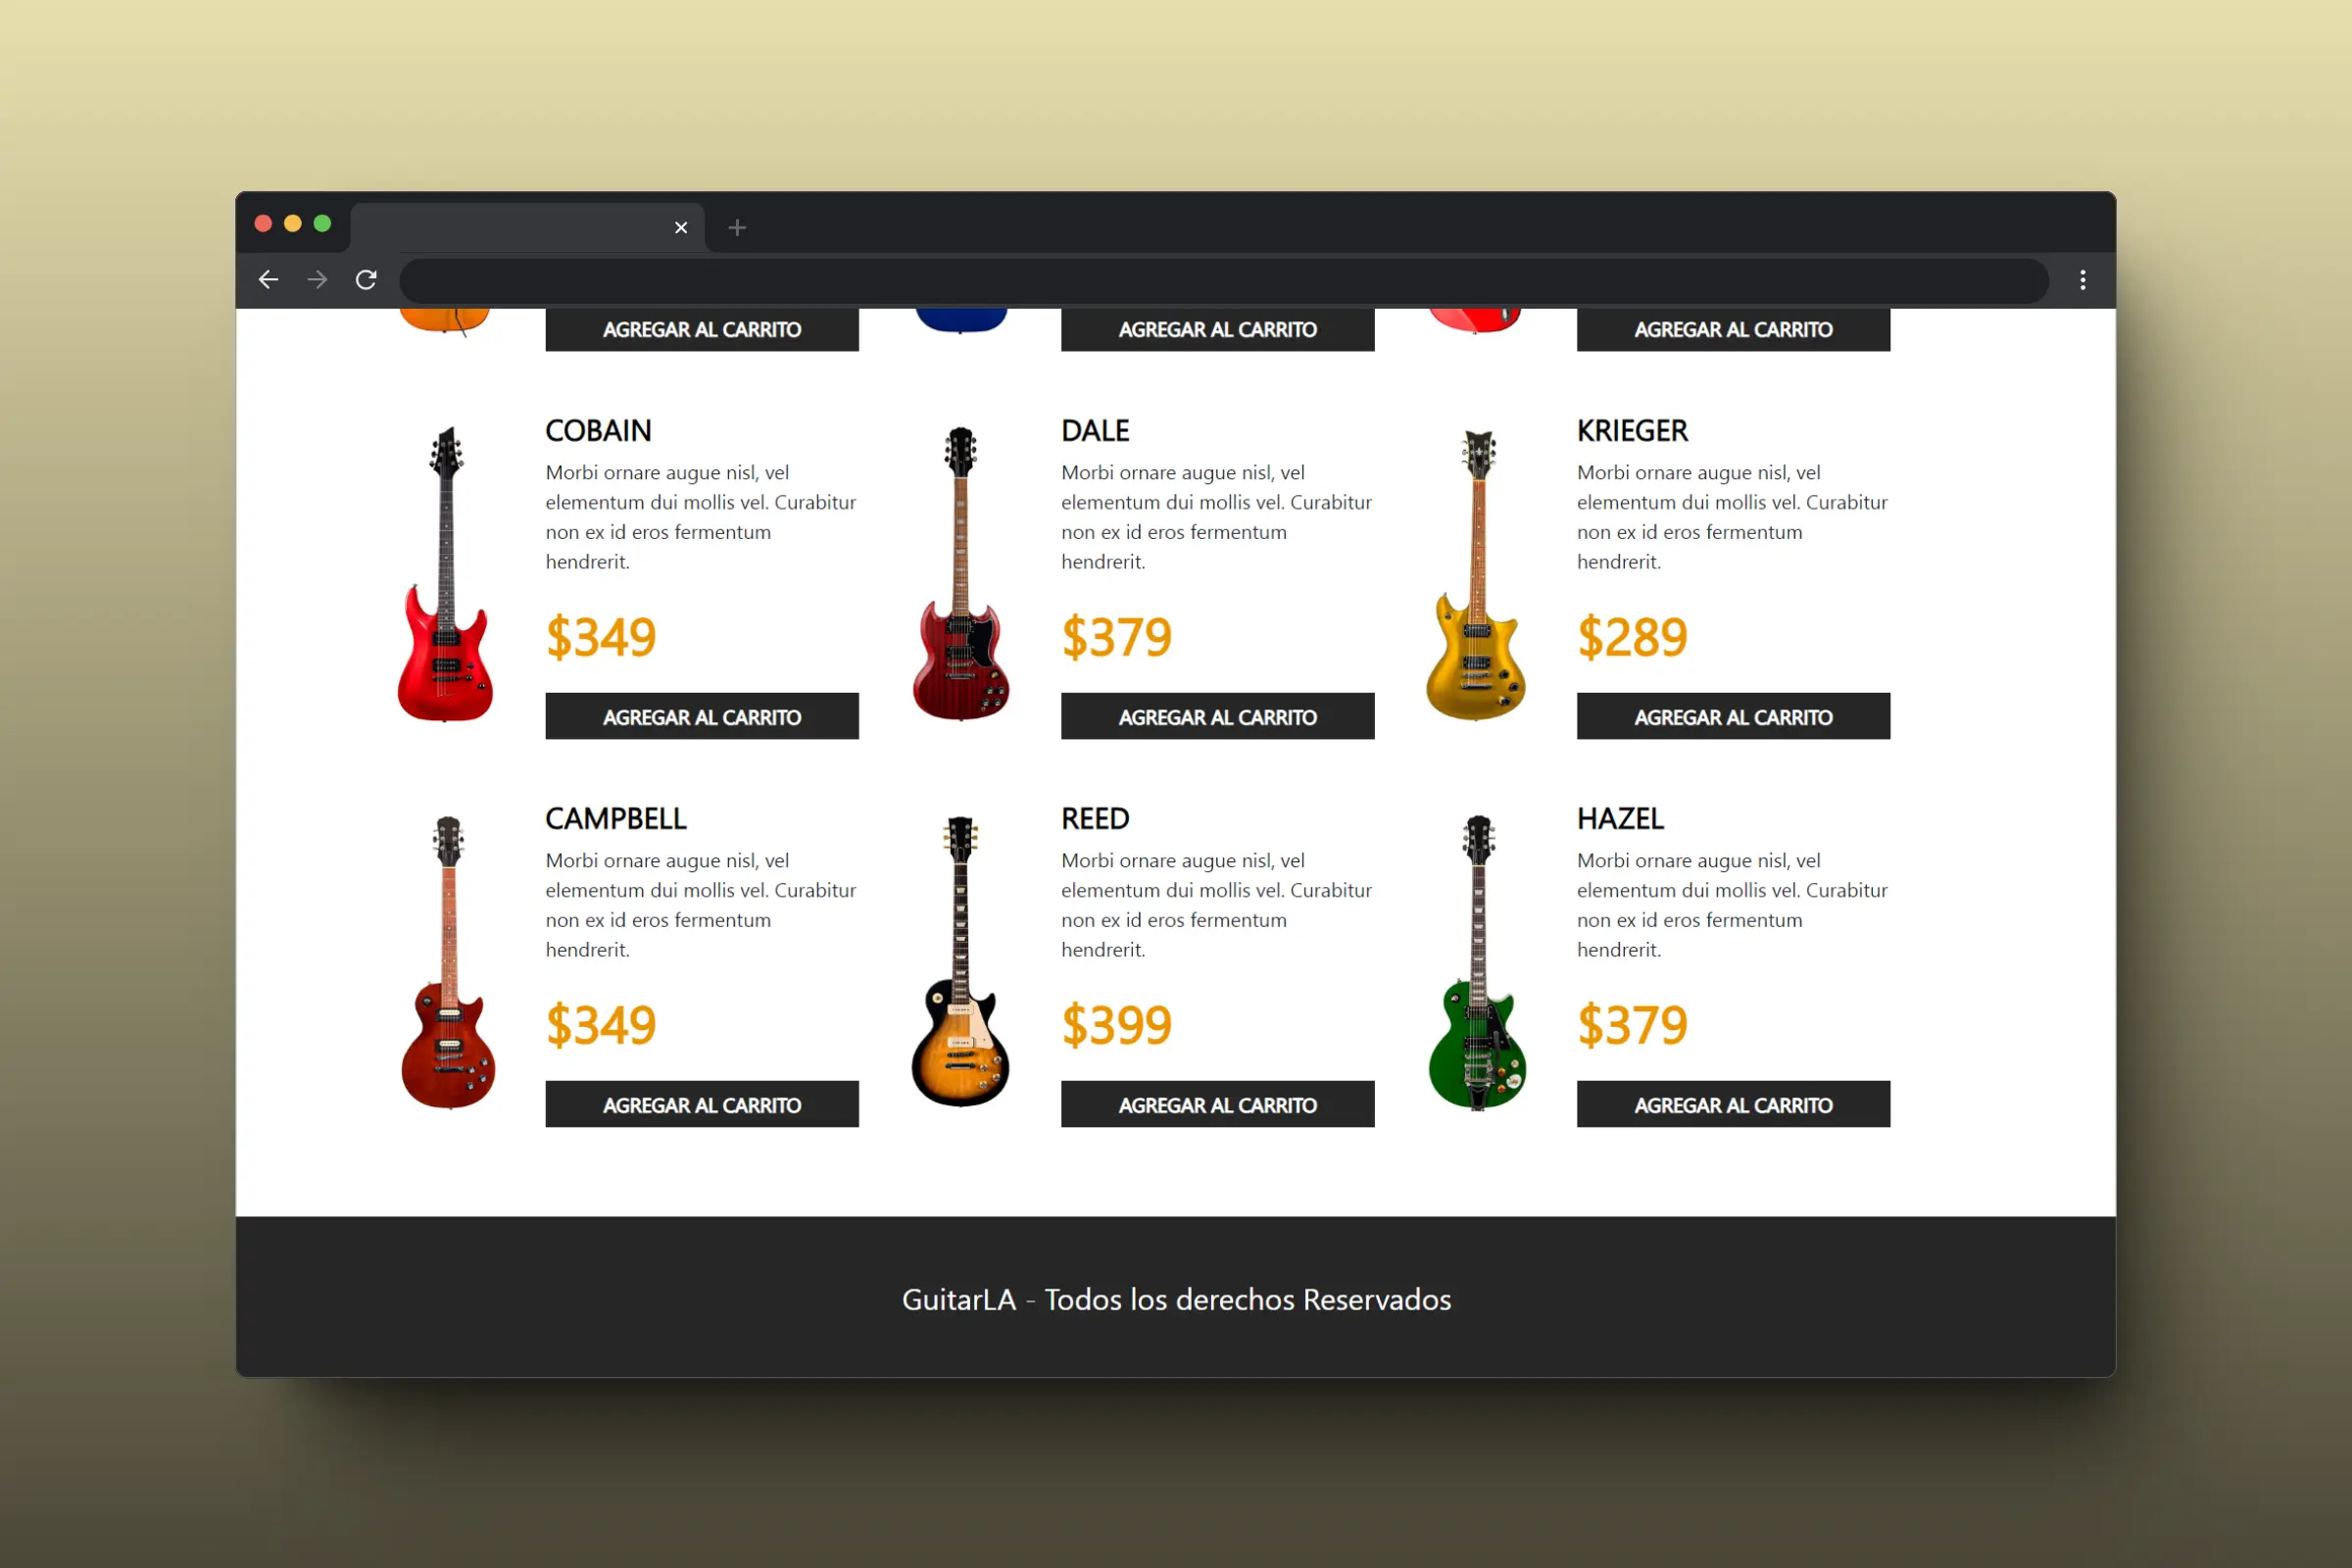 AGREGAR AL CARRITO
AGREGAR AL CARRITO
AGREGAR AL CARRITO
COBAIN
Morbi ornare augue nisl, vel
elementum dui mollis vel. Curabitur
non ex id eros fermentum
hendrerit.
$349
AGREGAR AL CARRITO
DALE
Morbi ornare augue nisl, vel
elementum dui mollis vel. Curabitur
non ex id eros fermentum
hendrerit.
$379
AGREGAR AL CARRITO
KRIEGER
Morbi ornare augue nisl, vel
elementum dui mollis vel. Curabitur
non ex id eros fermentum
hendrerit.
$289
AGREGAR AL CARRITO
CAMPBELL
Morbi ornare augue nisl, vel
elementum dui mollis vel. Curabitur
non ex id eros fermentum
hendrerit.
$349
AGREGAR AL CARRITO
REED
Morbi ornare augue nisl, vel
elementum dui mollis vel. Curabitur
non ex id eros fermentum
hendrerit.
$399
AGREGAR AL CARRITO
HAZEL
Morbi ornare augue nisl, vel
elementum dui mollis vel. Curabitur
non ex id eros fermentum
hendrerit.
$379
AGREGAR AL CARRITO
GuitarLA - Todos los derechos Reservados